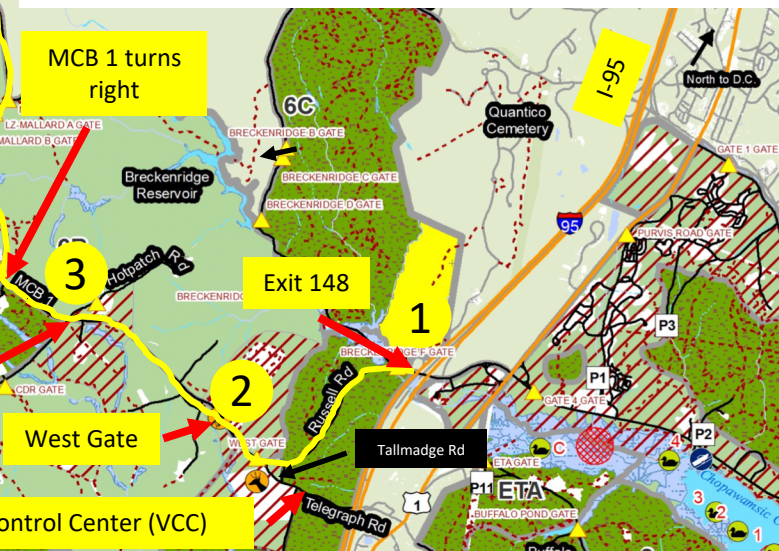 MCB 1 turns
right
I-95
North to D.C.
6C
LZ-MALLARD A GATE
MALLARD B GATE
BRECKENRIDGE B GATE
Quantico
Cemetery
GATE 1 GATE
Breckenridge
Reservoir
BRECKENRIDGE C GATE
BRECKENRIDGE D GATE
95
PURVIS ROAD GATE
3
Hotpatch Rd
MCB 1
Exit 148
1
P3
BRECKENRIDGE F GATE
CDR GATE
2
Russell Rd
P1
GATE 4 GATE
West Gate
WEST GATE
Tallmadge Rd
C
4
P2
ETA GATE
P11
ETA
Chopawamsic
ontrol Center (VCC)
Telegraph Rd
1
BUFFALO POND GATE
3
2
1